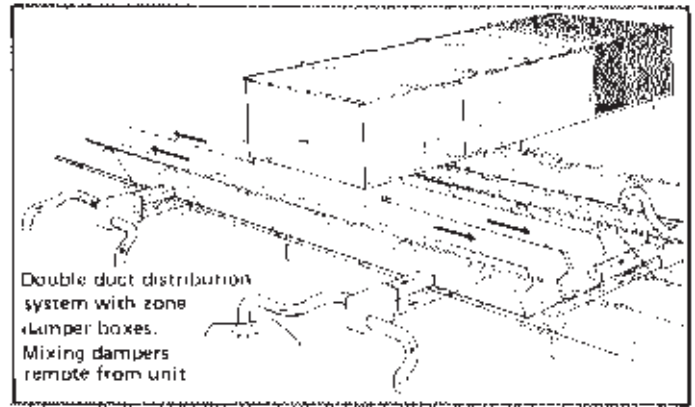 Double duct distribution
system with zone
damper boxes.
Mixing dampers
remote from unit